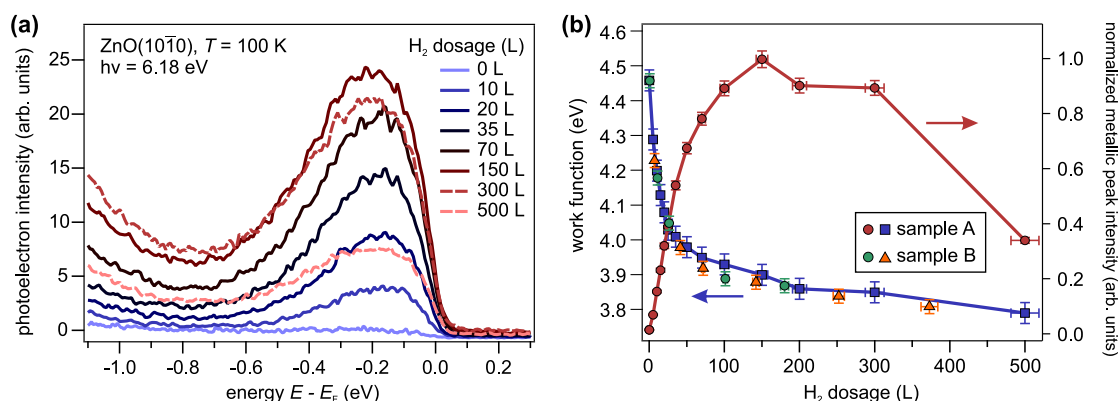 (a)
ZnO(101̅0), T = 100 K
hν = 6.18 eV
H2 dosage (L)
0 L
10 L
20 L
35 L
70 L
150 L
300 L
500 L
photoelectron intensity (arb. units)
25
20
15
10
5
0
-1.0 -0.8 -0.6 -0.4 -0.2 0.0 0.2
energy E - EF (eV)
(b)
work function (eV)
4.6
4.5
4.4
4.3
4.2
4.1
4.0
3.9
3.8
sample A
sample B
0 100 200 300 400 500
H2 dosage (L)
1.0
0.8
0.6
0.4
0.2
0.0
normalized metallic peak intensity (arb. units)